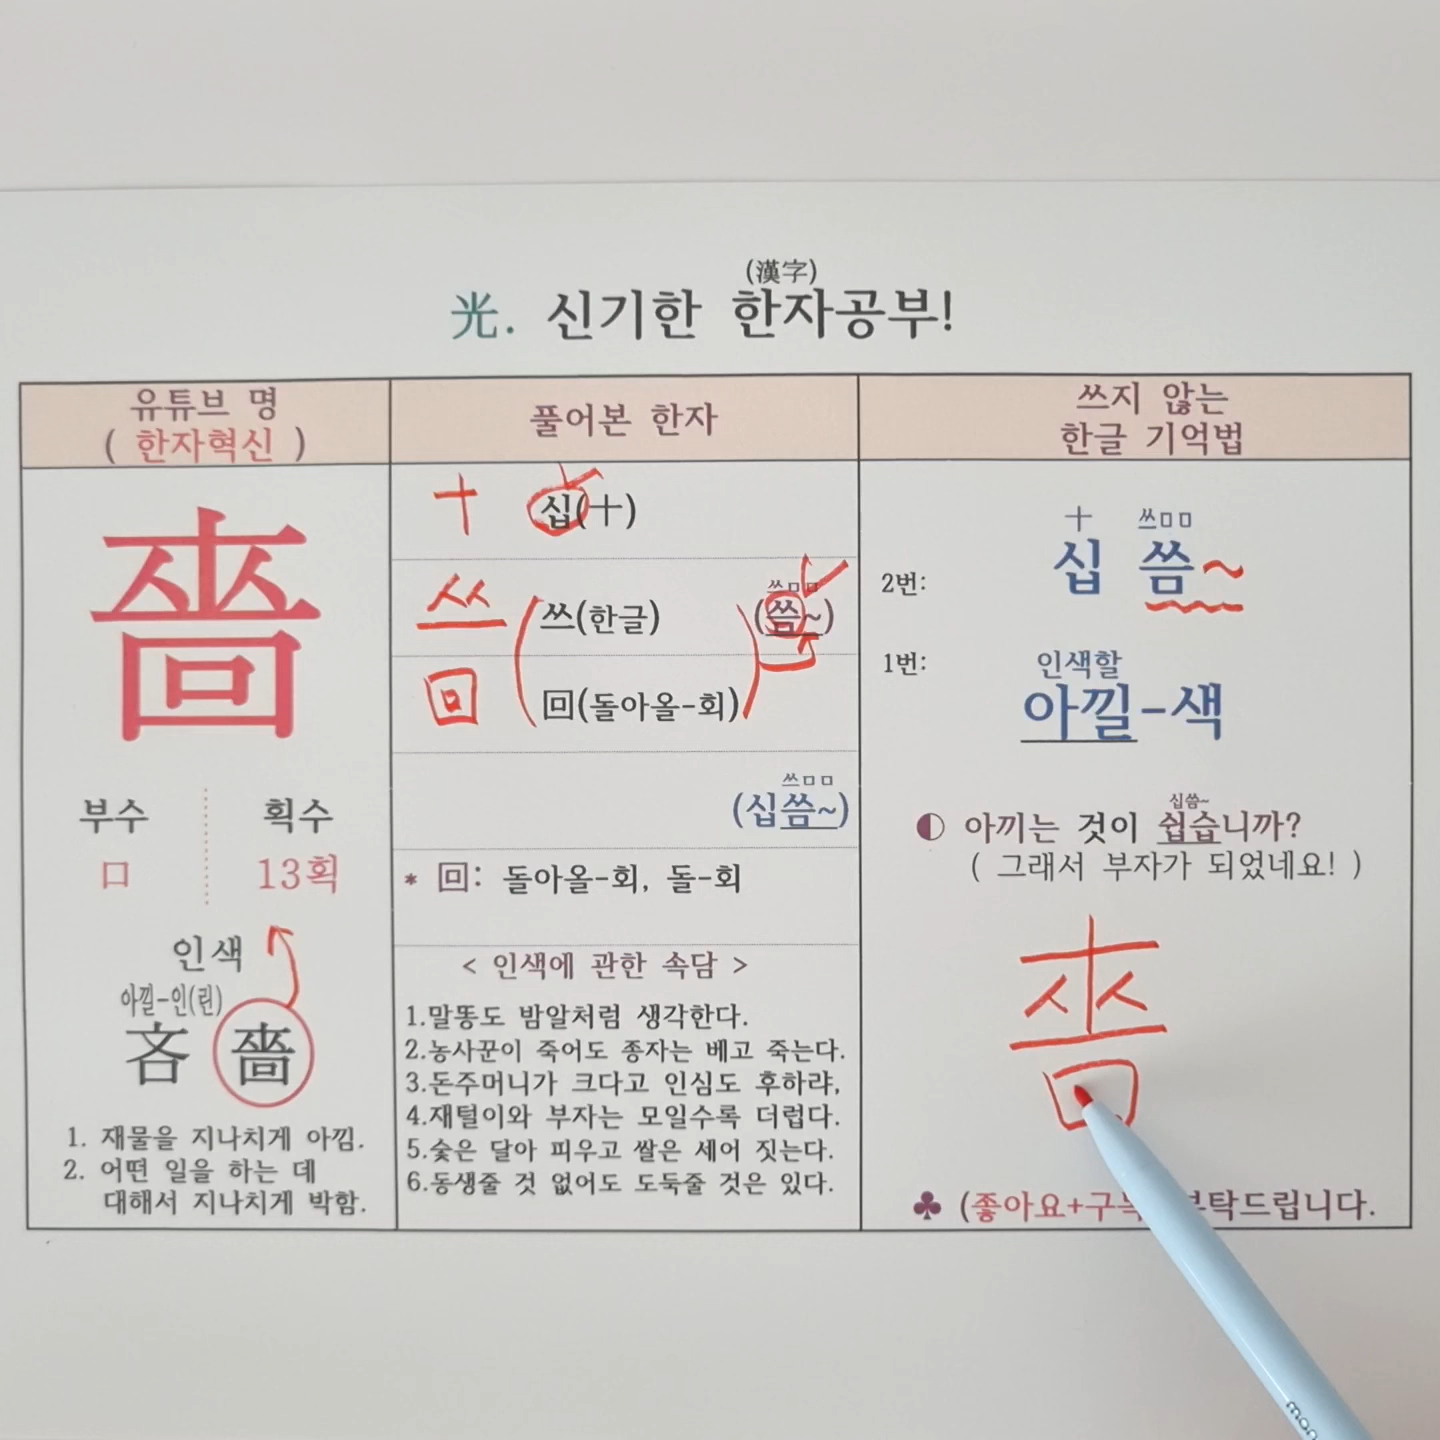 (漢字)
光. 신기한 한자공부!
유튜브 명
( 한자혁신 )
嗇
부수 획수
口 13획
인색
아낄-인(린)
吝 嗇
1. 재물을 지나치게 아낌.
2. 어떤 일을 하는 데
대해서 지나치게 박함.
풀어본 한자
十 십(十)
쓰ㅁㅁ
쓰 쓰(한글) (씀~)
回 回(돌아올-회)
쓰ㅁㅁ
(십씀~)
* 回: 돌아올-회, 돌-회
< 인색에 관한 속담 >
1.말똥도 밤알처럼 생각한다.
2.농사꾼이 죽어도 종자는 베고 죽는다.
3.돈주머니가 크다고 인심도 후하랴,
4.재털이와 부자는 모일수록 더럽다.
5.숯은 달아 피우고 쌀은 세어 짓는다.
6.동생줄 것 없어도 도둑줄 것은 있다.
쓰지 않는
한글 기억법
十 쓰ㅁㅁ
2번: 십 씀~
인색할
1번: 아낄-색
십씀~
◐ 아끼는 것이 쉽습니까?
( 그래서 부자가 되었네요! )
♣ (좋아요+구 부탁드립니다.
mon